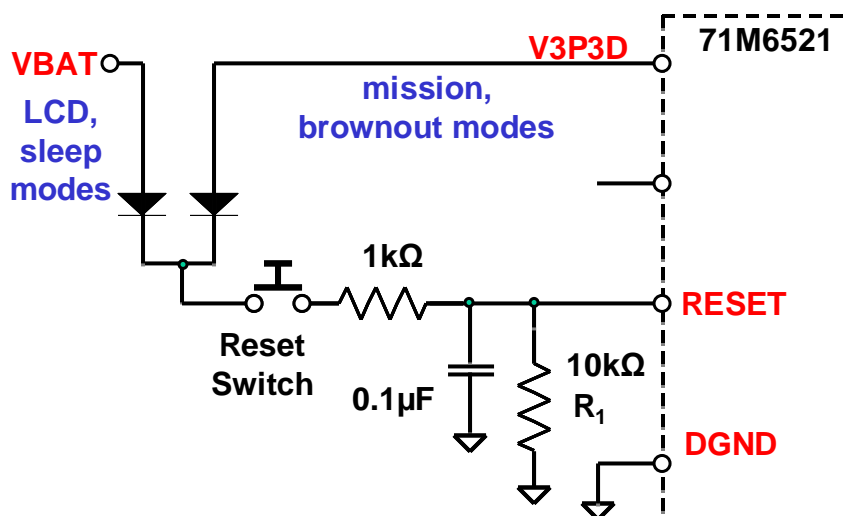 71M6521
V3P3D
VBAT
mission,
brownout modes
LCD,
sleep
modes
1kΩ
RESET
Reset
Switch
0.1µF
10kΩ
R1
DGND